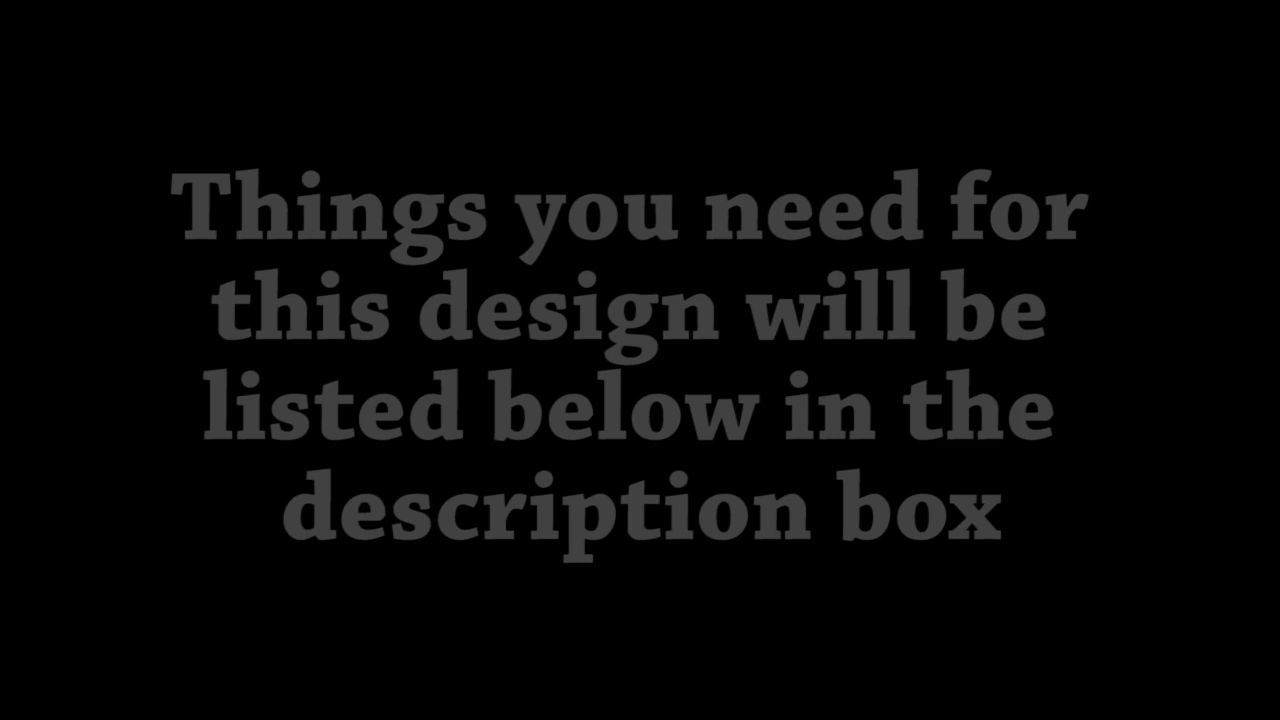 Things you need for
this design will be
listed below in the
description box